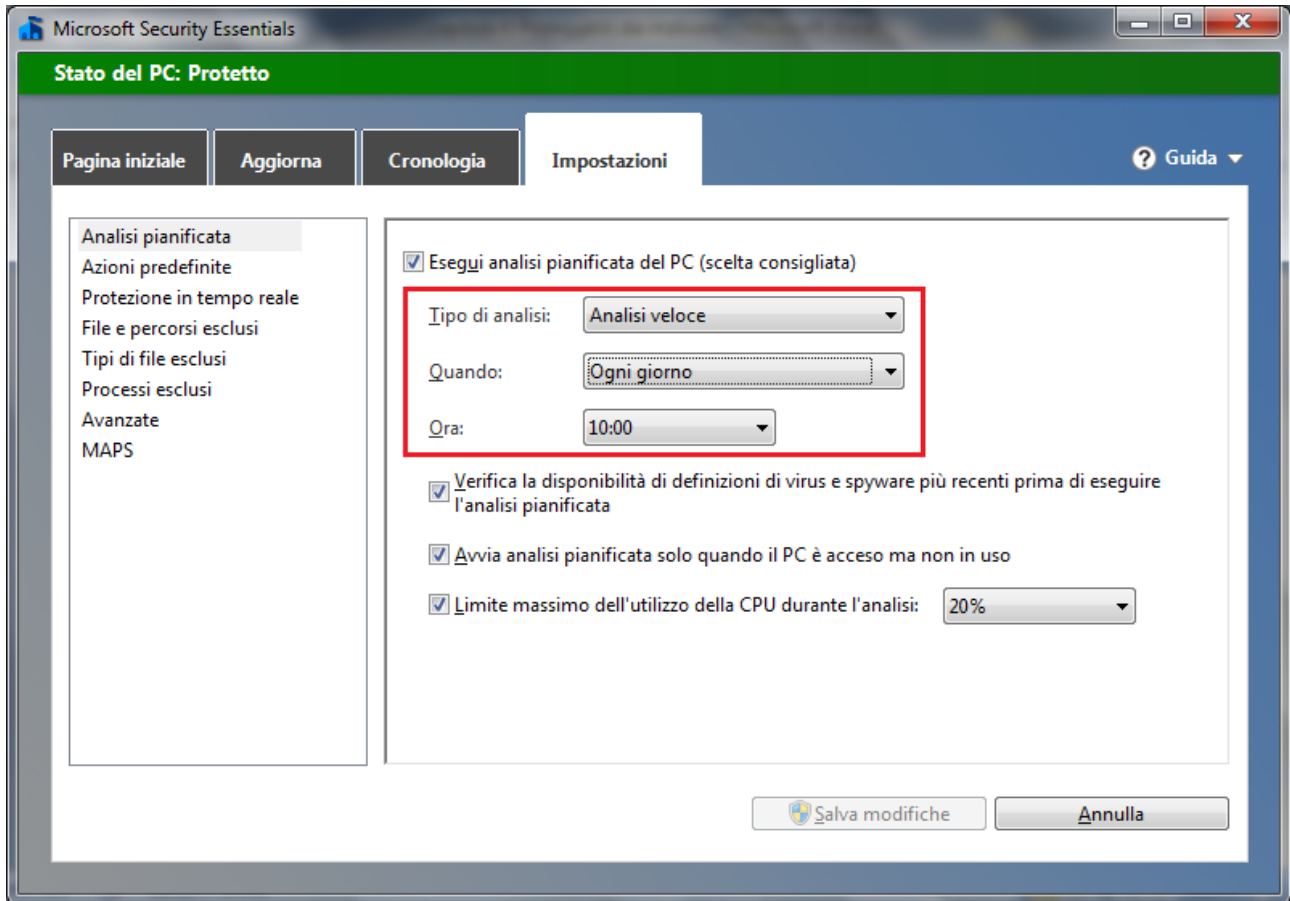 Microsoft Security Essentials
Stato del PC: Protetto
Pagina iniziale
Aggiorna
Cronologia
Impostazioni
? Guida
Analisi pianificata
Azioni predefinite
Protezione in tempo reale
File e percorsi esclusi
Tipi di file esclusi
Processi esclusi
Avanzate
MAPS
Esegui analisi pianificata del PC (scelta consigliata)
Tipo di analisi: Analisi veloce
Quando: Ogni giorno
Ora: 10:00
Verifica la disponibilità di definizioni di virus e spyware più recenti prima di eseguire
l'analisi pianificata
Avvia analisi pianificata solo quando il PC è acceso ma non in uso
Limite massimo dell'utilizzo della CPU durante l'analisi: 20%
Salva modifiche
Annulla